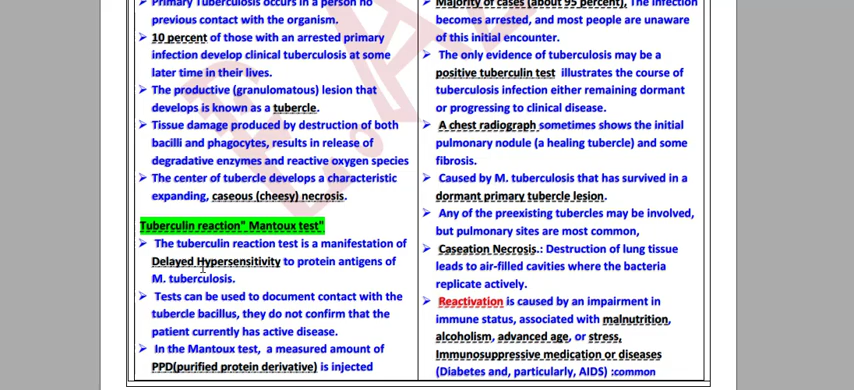 Primary Tuberculosis occurs in a person no
previous contact with the organism.
➢ 10 percent of those with an arrested primary
infection develop clinical tuberculosis at some
later time in their lives.
➢ The productive (granulomatous) lesion that
develops is known as a tubercle.
➢ Tissue damage produced by destruction of both
bacilli and phagocytes, results in release of
degradative enzymes and reactive oxygen species
➢ The center of tubercle develops a characteristic
expanding, caseous (cheesy) necrosis.
Tuberculin reaction" Mantoux test"
➢ The tuberculin reaction test is a manifestation of
Delayed Hypersensitivity to protein antigens of
M. tuberculosis.
➢ Tests can be used to document contact with the
tubercle bacillus, they do not confirm that the
patient currently has active disease.
➢ In the Mantoux test, a measured amount of
PPD(purified protein derivative) is injected
➢ Majority of cases (about 95 percent), The infection
becomes arrested, and most people are unaware
of this initial encounter.
➢ The only evidence of tuberculosis may be a
positive tuberculin test illustrates the course of
tuberculosis infection either remaining dormant
or progressing to clinical disease.
➢ A chest radiograph sometimes shows the initial
pulmonary nodule (a healing tubercle) and some
fibrosis.
➢ Caused by M. tuberculosis that has survived in a
dormant primary tubercle lesion.
➢ Any of the preexisting tubercles may be involved,
but pulmonary sites are most common,
➢ Caseation Necrosis.: Destruction of lung tissue
leads to air-filled cavities where the bacteria
replicate actively.
➢ Reactivation is caused by an impairment in
immune status, associated with malnutrition,
alcoholism, advanced age, or stress,
Immunosuppressive medication or diseases
(Diabetes and, particularly, AIDS) :common